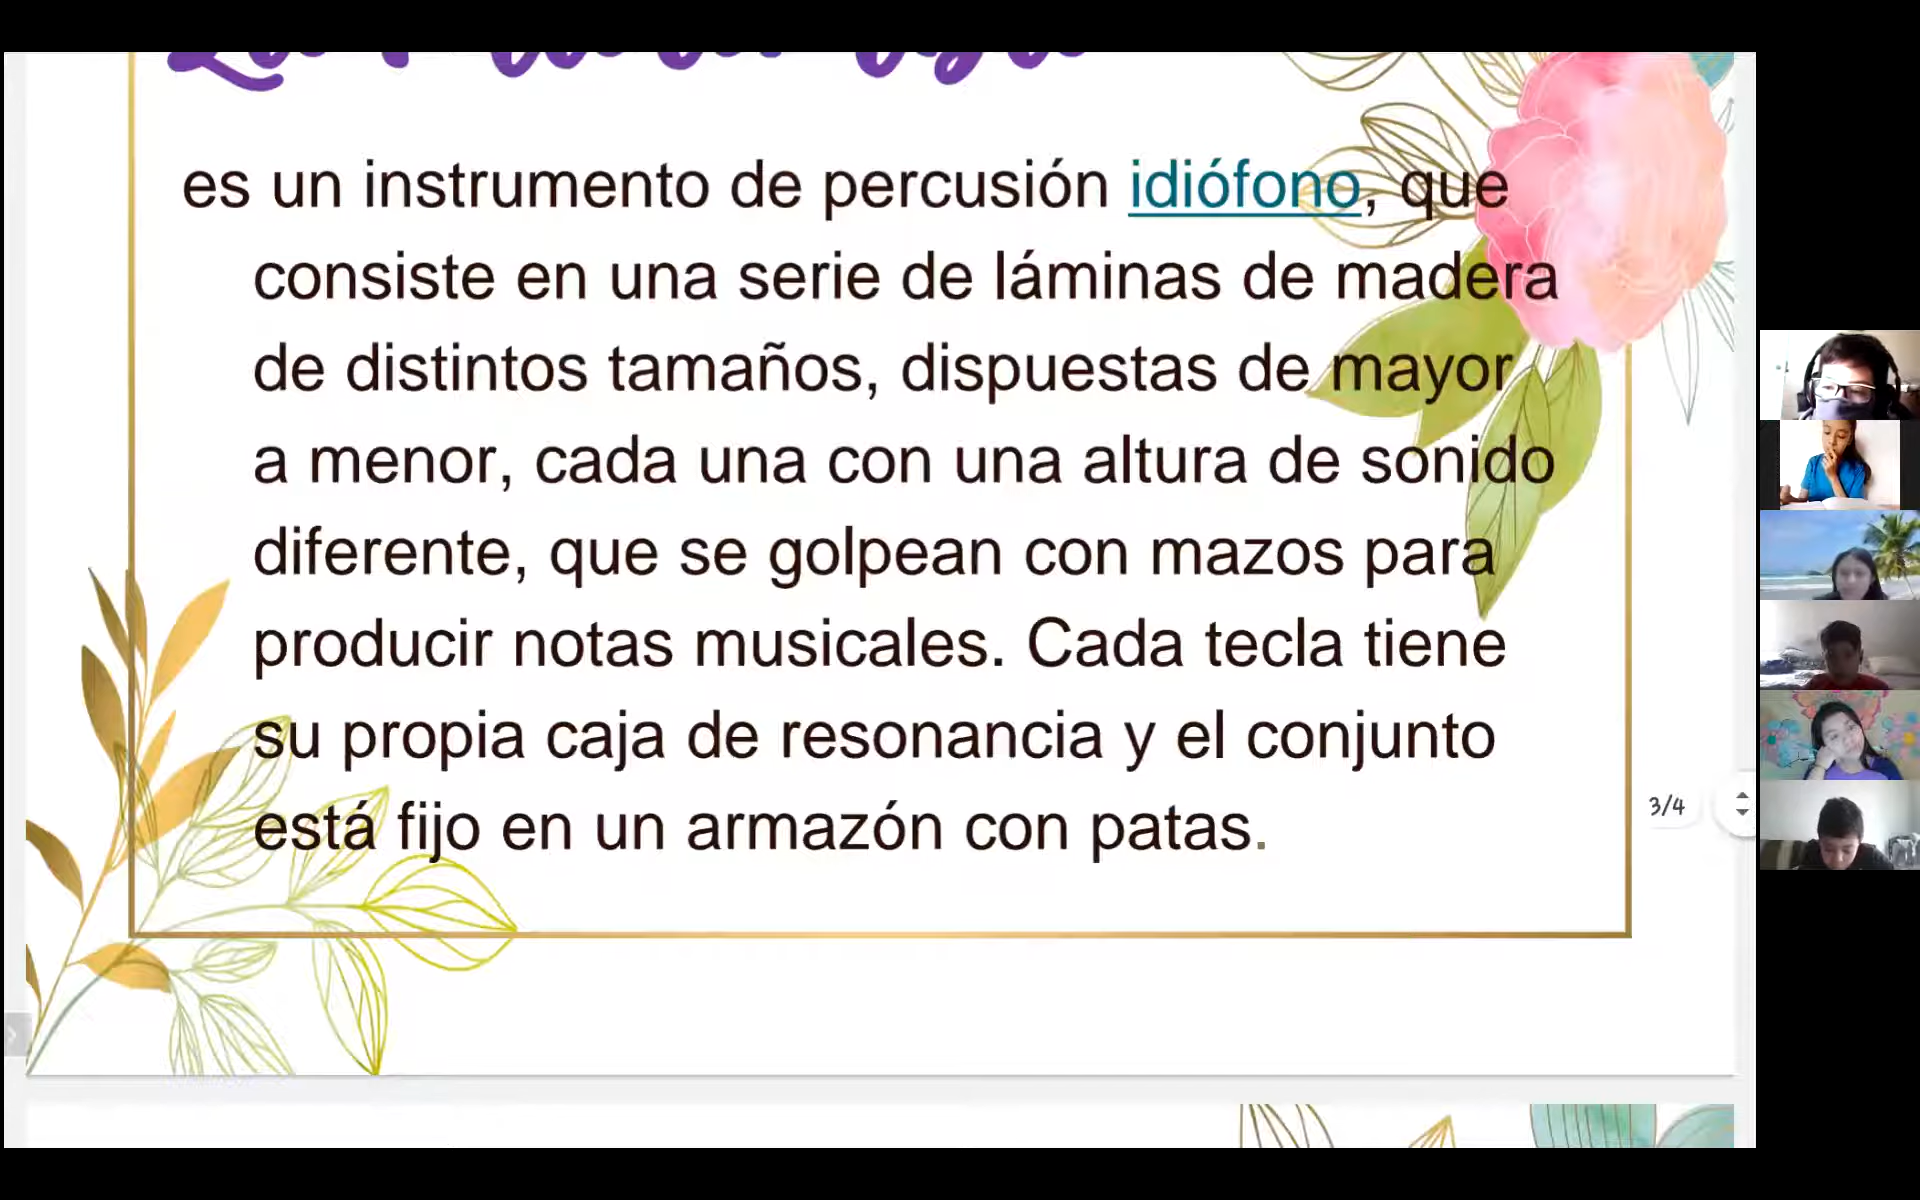 es un instrumento de percusión idiófono, que
consiste en una serie de láminas de madera
de distintos tamaños, dispuestas de mayor
a menor, cada una con una altura de sonido
diferente, que se golpean con mazos para
producir notas musicales. Cada tecla tiene
su propia caja de resonancia y el conjunto
está fijo en un armazón con patas.
3/4